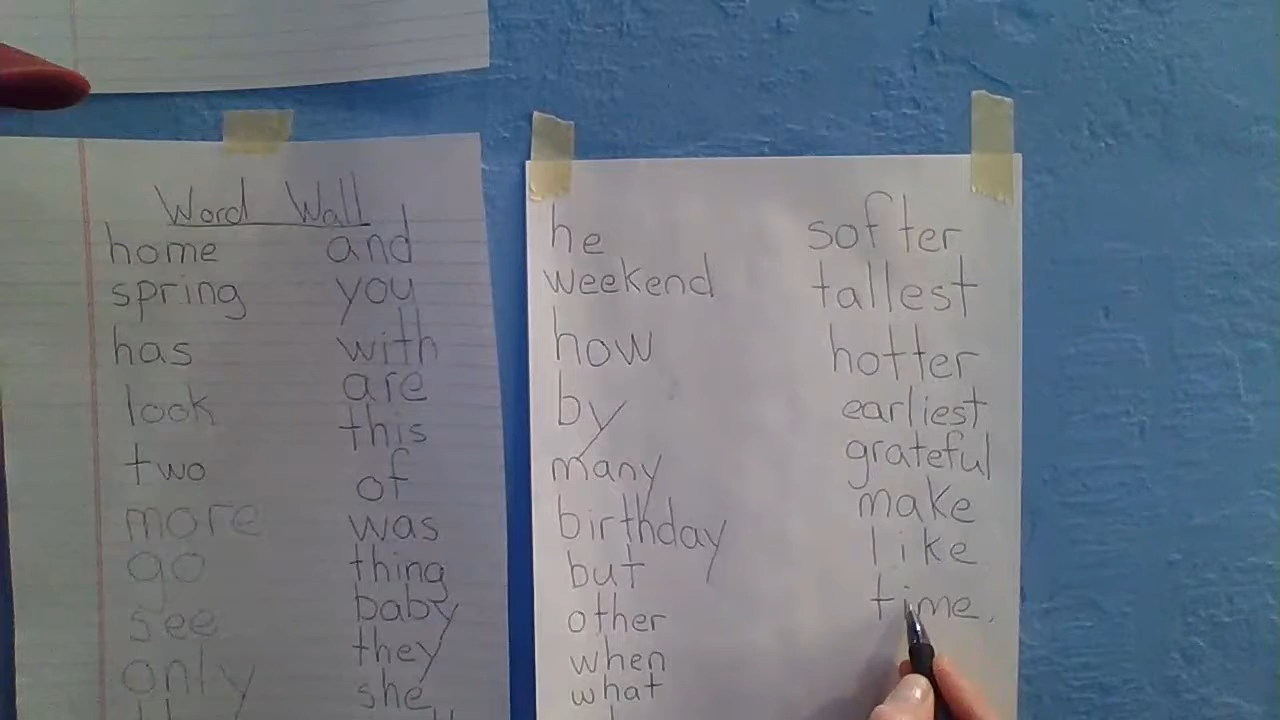 Word Wall
home
spring
has
look
two
more
go
see
only
and
you
with
are
this
of
was
thing
baby
they
she
he
weekend
how
by
many
birthday
but
other
when
what
softer
tallest
hotter
earliest
grateful
make
like
time.